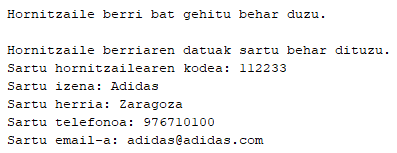 Hornitzaile berri bat gehitu behar duzu.
Hornitzaile berriaren datuak sartu behar dituzu.
Sartu hornitzailearen kodea: 112233
Sartu izena: Adidas
Sartu herria: Zaragoza
Sartu telefonoa: 976710100
Sartu email-a: adidas@adidas.com